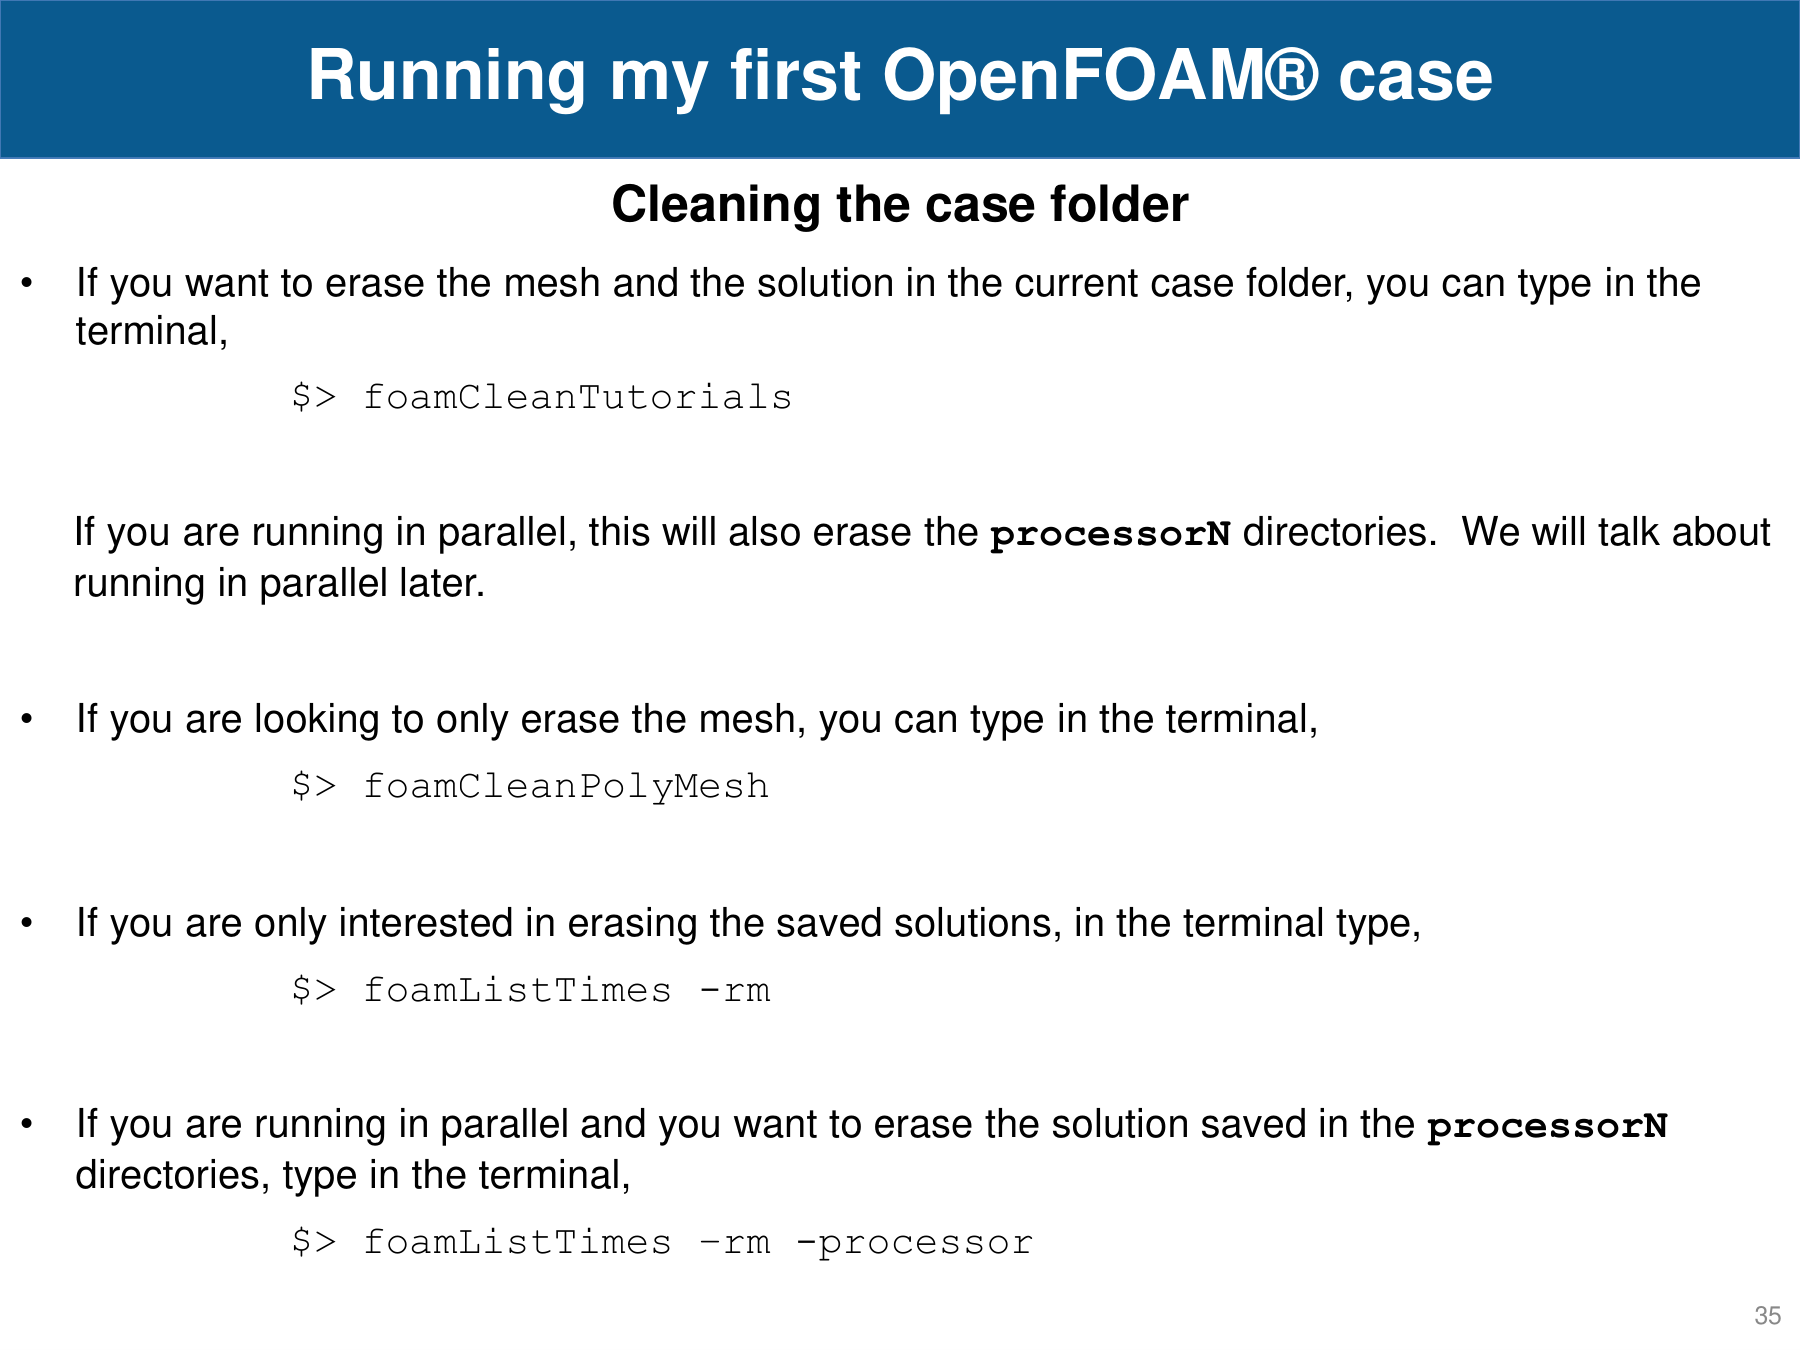 Running my first OpenFOAM® case
Cleaning the case folder
• If you want to erase the mesh and the solution in the current case folder, you can type in the
terminal,
$> foamCleanTutorials
If you are running in parallel, this will also erase the processorN directories.  We will talk about
running in parallel later.
• If you are looking to only erase the mesh, you can type in the terminal,
$> foamCleanPolyMesh
• If you are only interested in erasing the saved solutions, in the terminal type,
$> foamListTimes -rm
• If you are running in parallel and you want to erase the solution saved in the processorN
directories, type in the terminal,
$> foamListTimes –rm -processor
35